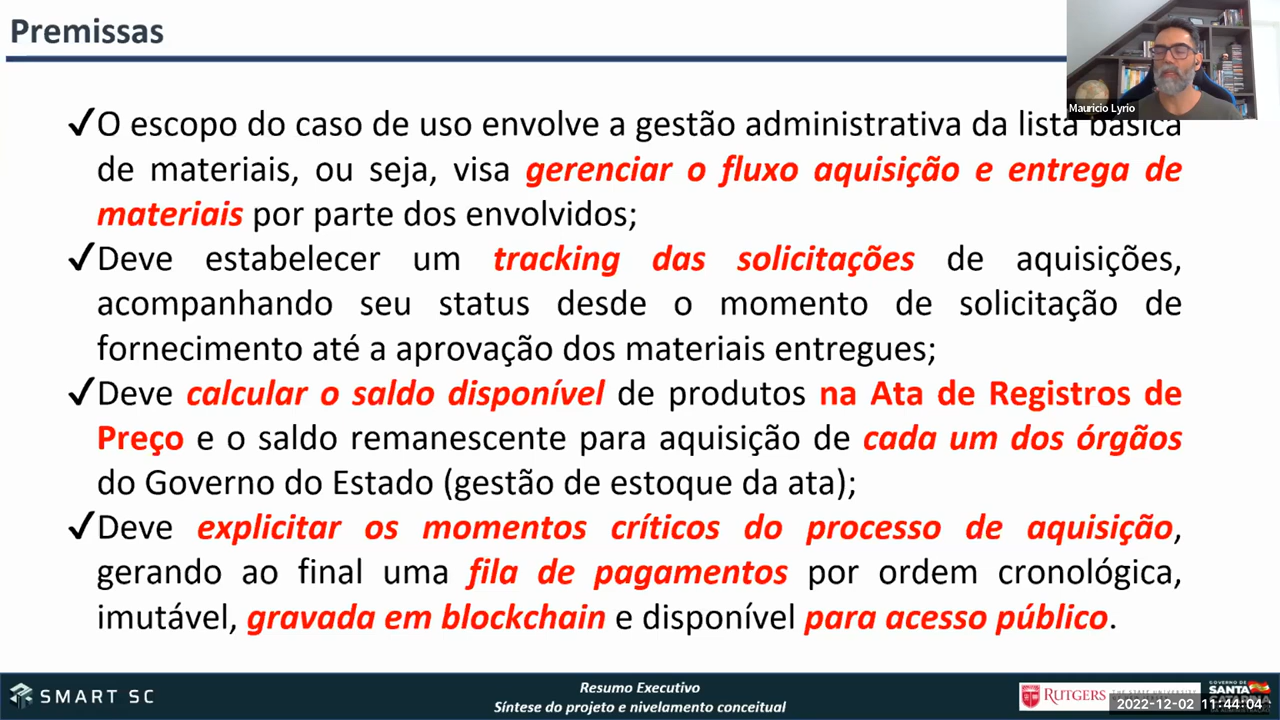 Premissas
Mauricio Lyrio
✓O escopo do caso de uso envolve a gestão administrativa da lista básica
de materiais, ou seja, visa gerenciar o fluxo aquisição e entrega de
materiais por parte dos envolvidos;
✓Deve estabelecer um tracking das solicitações de aquisições,
acompanhando seu status desde o momento de solicitação de
fornecimento até a aprovação dos materiais entregues;
✓Deve calcular o saldo disponível de produtos na Ata de Registros de
Preço e o saldo remanescente para aquisição de cada um dos órgãos
do Governo do Estado (gestão de estoque da ata);
✓Deve explicitar os momentos críticos do processo de aquisição,
gerando ao final uma fila de pagamentos por ordem cronológica,
imutável, gravada em blockchain e disponível para acesso público.
SMART SC
Resumo Executivo
Síntese do projeto e nivelamento conceitual
RUTGERS
GOVERNO DE
SANTA
CATARINA
2022-12-02 11:44:04